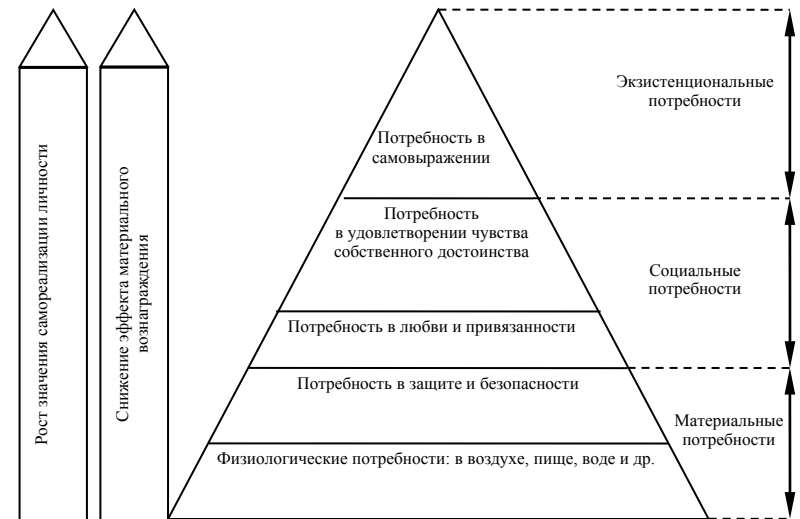 Рост значения самореализации личности
Снижение эффекта материального
вознаграждения
Потребность в
самовыражении
Потребность
в удовлетворении чувства
собственного достоинства
Потребность в любви и привязанности
Потребность в защите и безопасности
Физиологические потребности: в воздухе, пище, воде и др.
Экзистенциональные
потребности
Социальные
потребности
Материальные
потребности